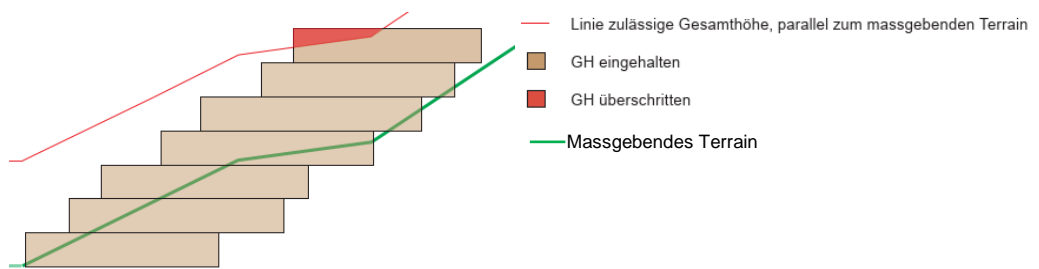 Linie zulässige Gesamthöhe, parallel zum massgebenden Terrain
GH eingehalten
GH überschritten
Massgebendes Terrain